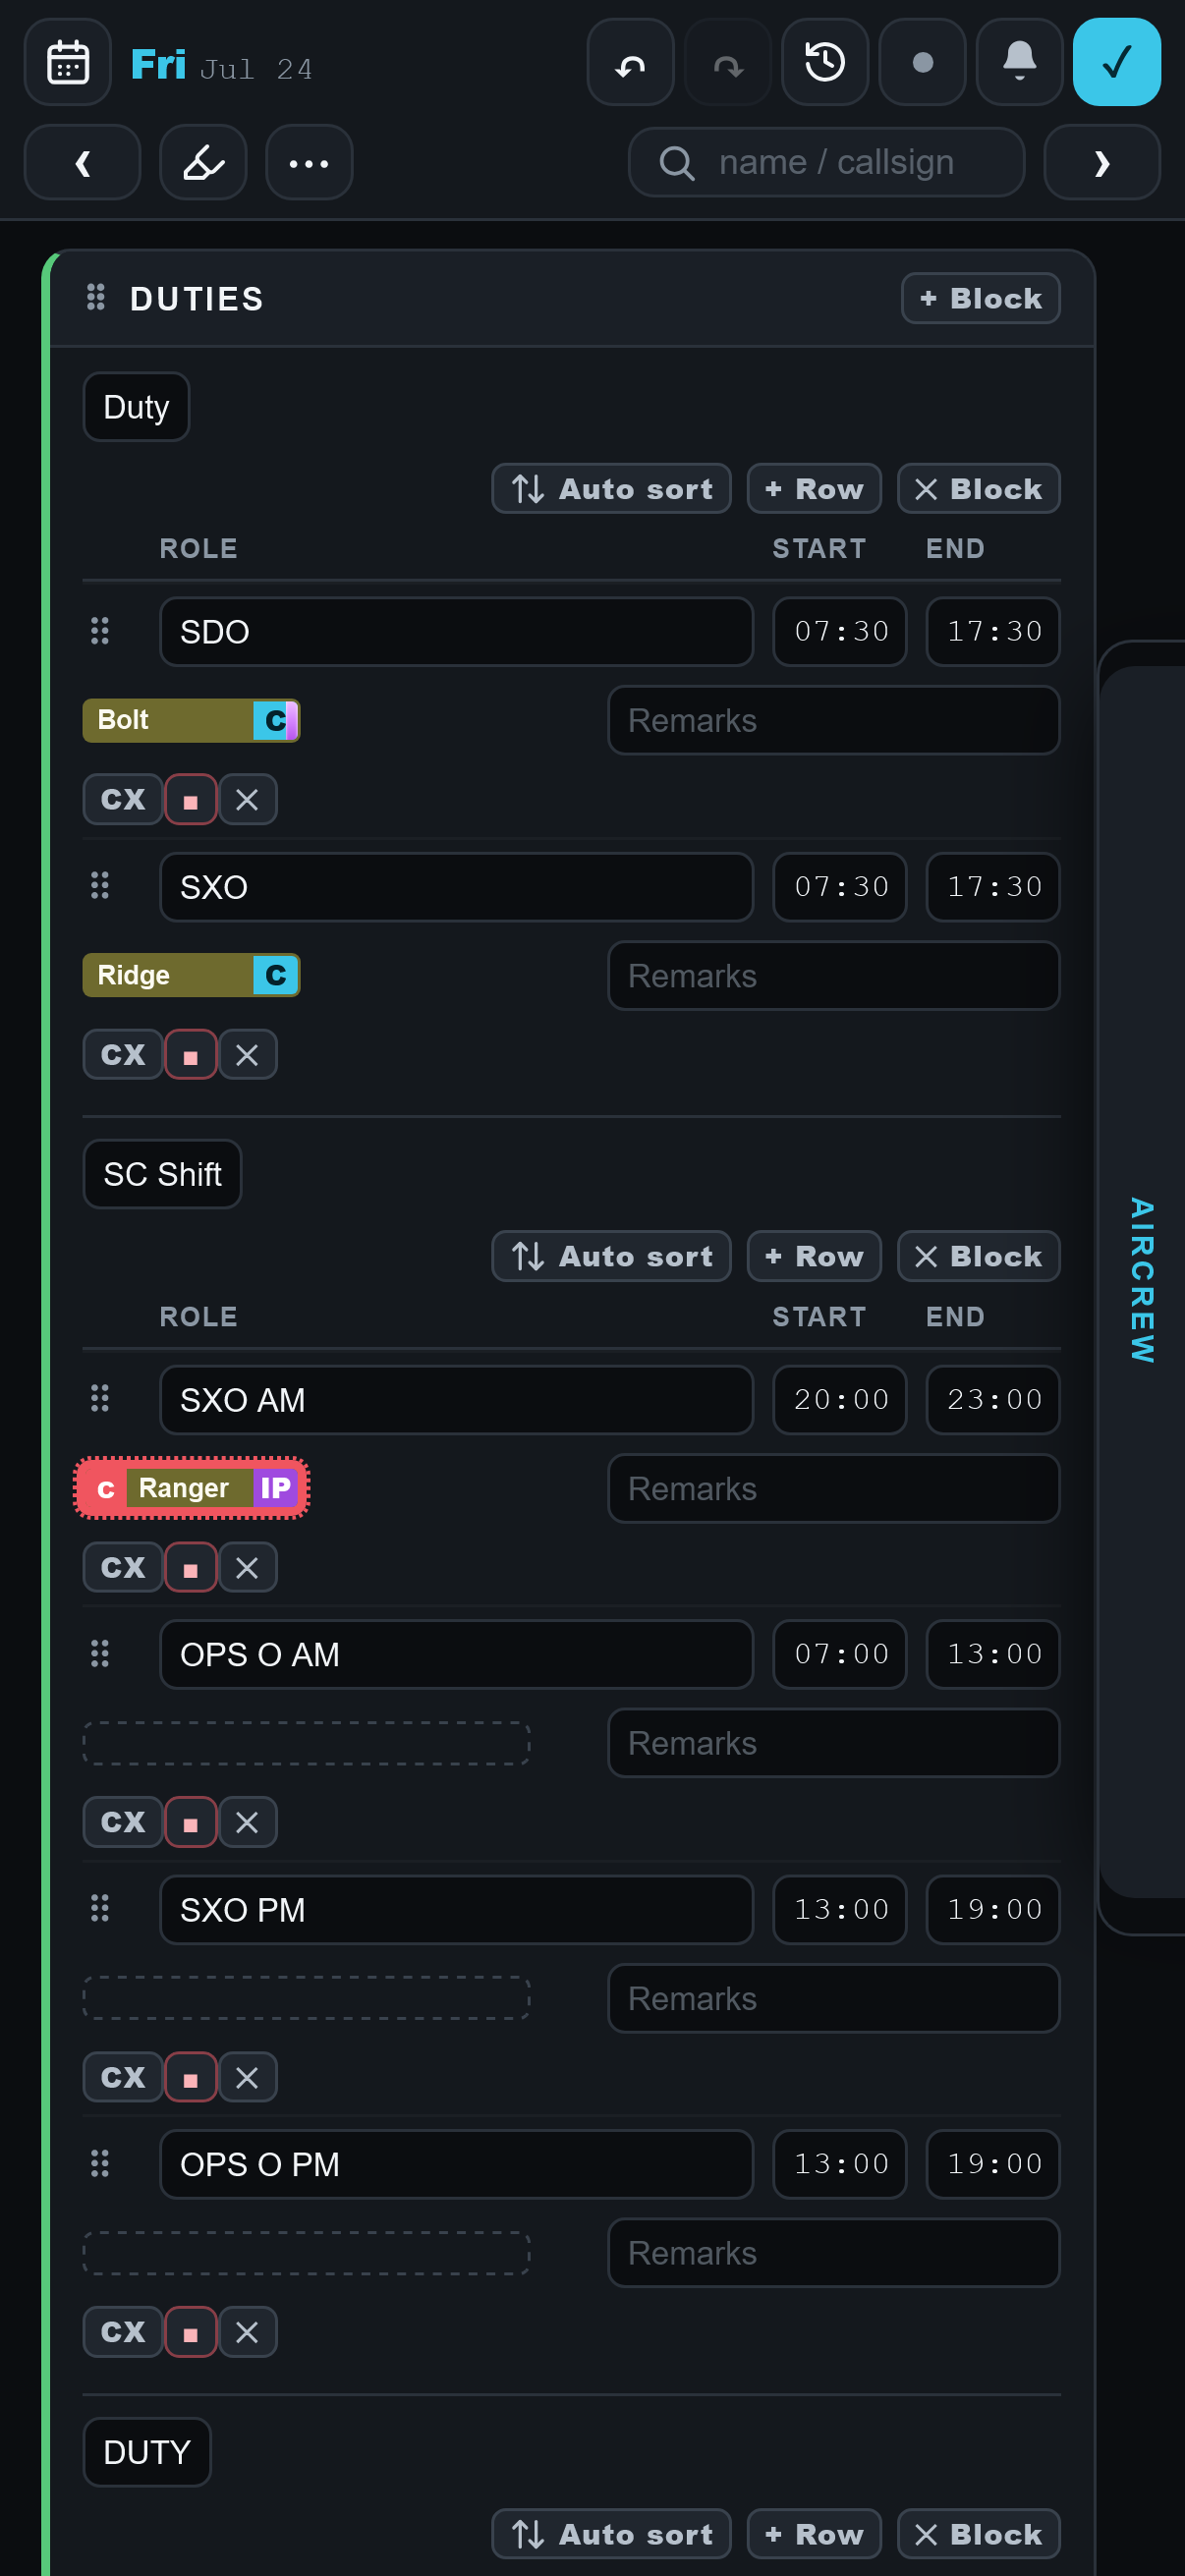 Fri Jul 24
name / callsign
DUTIES + Block
Duty
Auto sort + Row × Block
ROLE START END
SDO 07:30 17:30
Bolt C Remarks
CX ×
SXO 07:30 17:30
Ridge C Remarks
CX ×
SC Shift
Auto sort + Row × Block
ROLE START END
SXO AM 20:00 23:00
C Ranger IP Remarks
CX ×
OPS O AM 07:00 13:00
Remarks
CX ×
SXO PM 13:00 19:00
Remarks
CX ×
OPS O PM 13:00 19:00
Remarks
CX ×
DUTY
Auto sort + Row × Block
AIRCREW